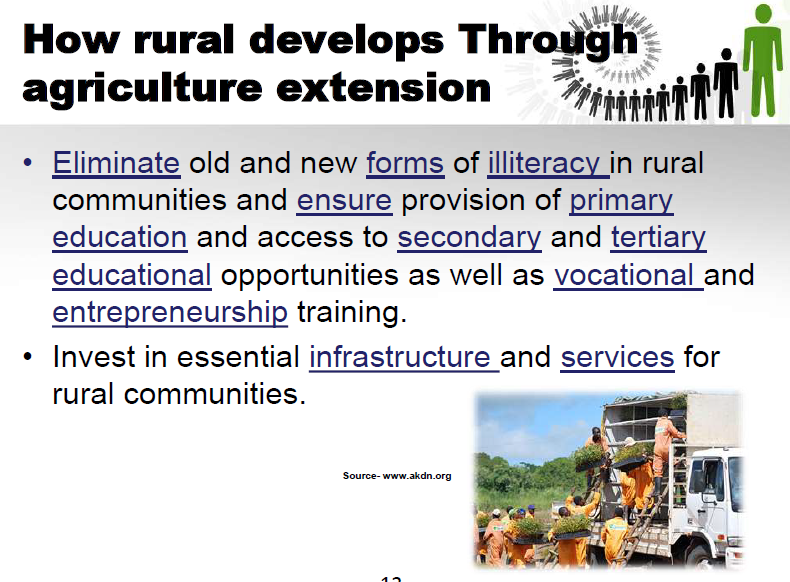 How rural develops Through
agriculture extension
• Eliminate old and new forms of illiteracy in rural
communities and ensure provision of primary
education and access to secondary and tertiary
educational opportunities as well as vocational and
entrepreneurship training.
• Invest in essential infrastructure and services for
rural communities.
Source- www.akdn.org